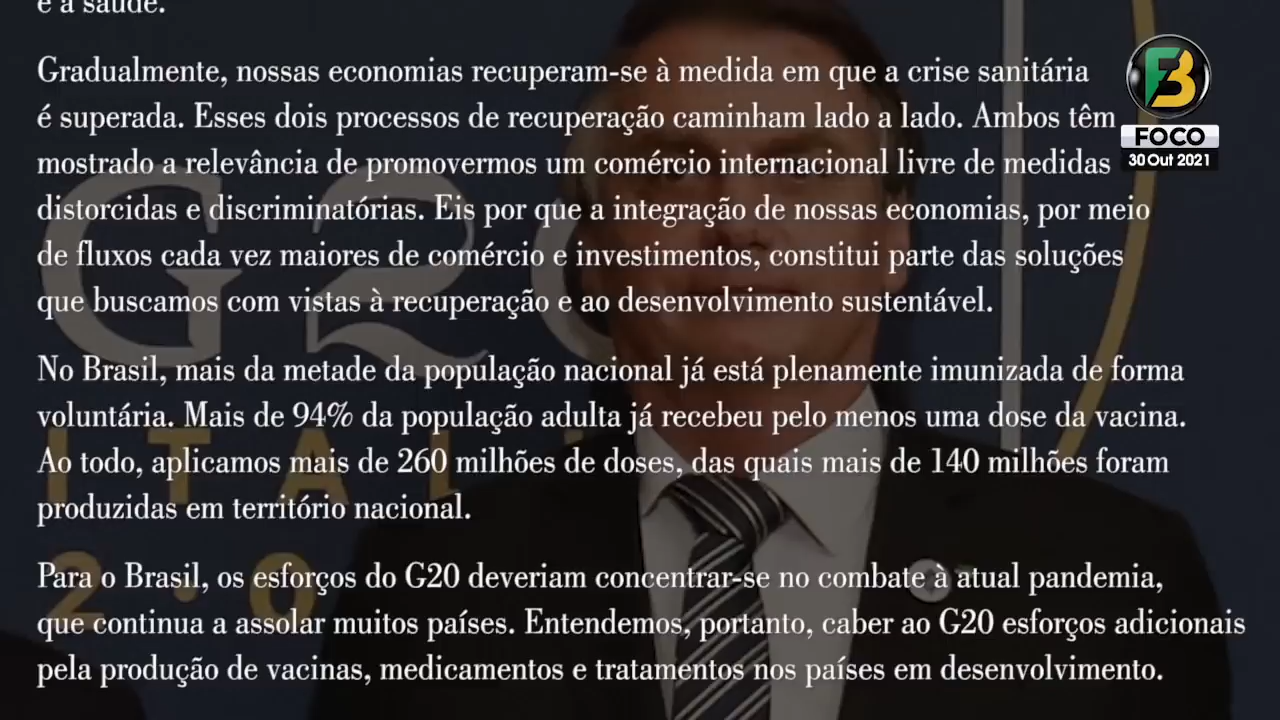 e à saúde.
Gradualmente, nossas economias recuperam-se à medida em que a crise sanitária
é superada. Esses dois processos de recuperação caminham lado a lado. Ambos têm
mostrado a relevância de promovermos um comércio internacional livre de medidas
distorcidas e discriminatórias. Eis por que a integração de nossas economias, por meio
de fluxos cada vez maiores de comércio e investimentos, constitui parte das soluções
que buscamos com vistas à recuperação e ao desenvolvimento sustentável.
No Brasil, mais da metade da população nacional já está plenamente imunizada de forma
voluntária. Mais de 94% da população adulta já recebeu pelo menos uma dose da vacina.
Ao todo, aplicamos mais de 260 milhões de doses, das quais mais de 140 milhões foram
produzidas em território nacional.
Para o Brasil, os esforços do G20 deveriam concentrar-se no combate à atual pandemia,
que continua a assolar muitos países. Entendemos, portanto, caber ao G20 esforços adicionais
pela produção de vacinas, medicamentos e tratamentos nos países em desenvolvimento.
FB
FOCO
30 Out 2021
G20
ITALI
2·0